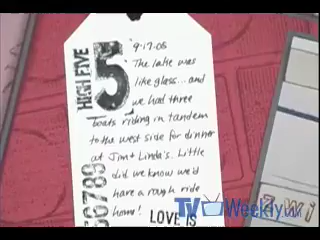 9-17-05
The lake was
like glass...and
we had three
boats riding in tandem
to the west side for dinner
at Jim & Linda's. Little
did we know we'd
have a rough ride
home!
HIGH FIVE
5
56789
LOVE IS
TV Weekly